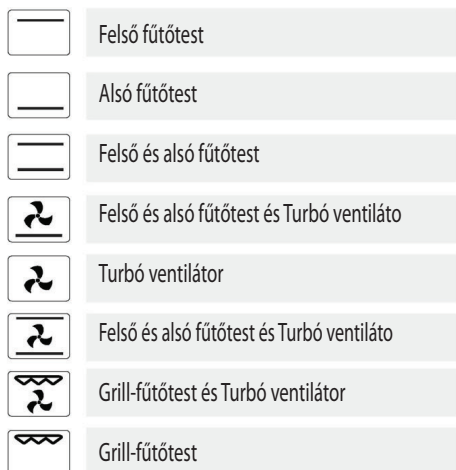 Felső fűtőtest
Alsó fűtőtest
Felső és alsó fűtőtest
Felső és alsó fűtőtest és Turbó ventiláto
Turbó ventilátor
Felső és alsó fűtőtest és Turbó ventiláto
Grill-fűtőtest és Turbó ventilátor
Grill-fűtőtest